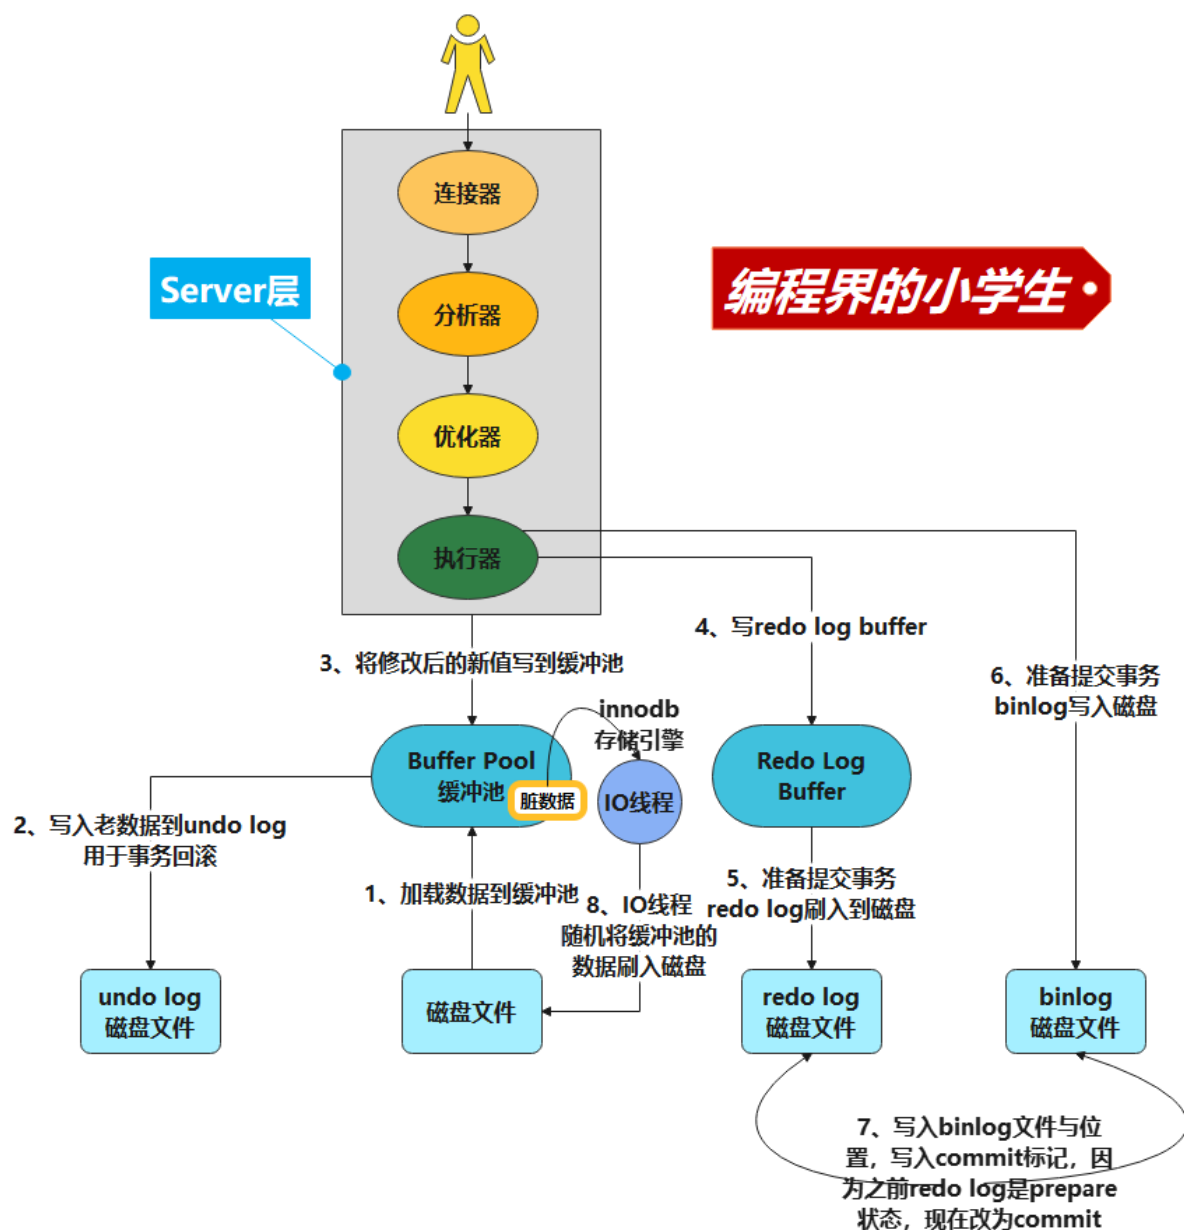 连接器
Server层
编程界的小学生
分析器
优化器
执行器
4、写redo log buffer
3、将修改后的新值写到缓冲池
6、准备提交事务
binlog写入磁盘
innodb
存储引擎
Buffer Pool
缓冲池
脏数据
IO线程
Redo Log
Buffer
2、写入老数据到undo log
用于事务回滚
1、加载数据到缓冲池
8、IO线程
随机将缓冲池的
数据刷入磁盘
5、准备提交事务
redo log刷入到磁盘
undo log
磁盘文件
磁盘文件
redo log
磁盘文件
binlog
磁盘文件
7、写入binlog文件与位
置，写入commit标记，因
为之前redo log是prepare
状态，现在改为commit